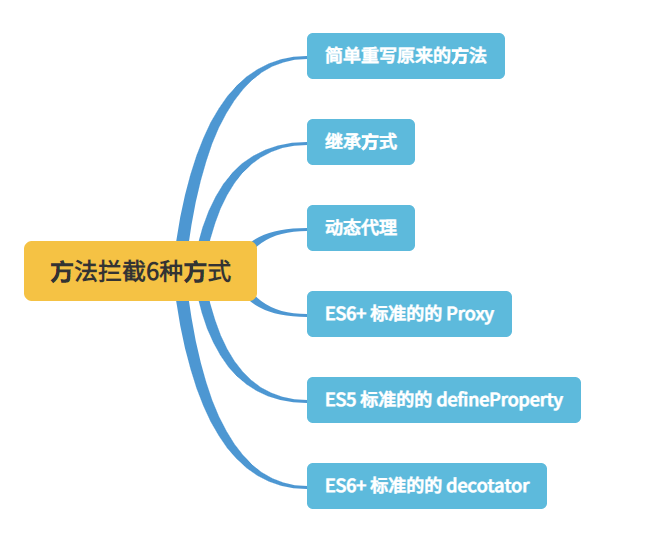 简单重写原来的方法
继承方式
动态代理
方法拦截6种方式
ES6+ 标准的的 Proxy
ES5 标准的的 defineProperty
ES6+ 标准的的 decotator